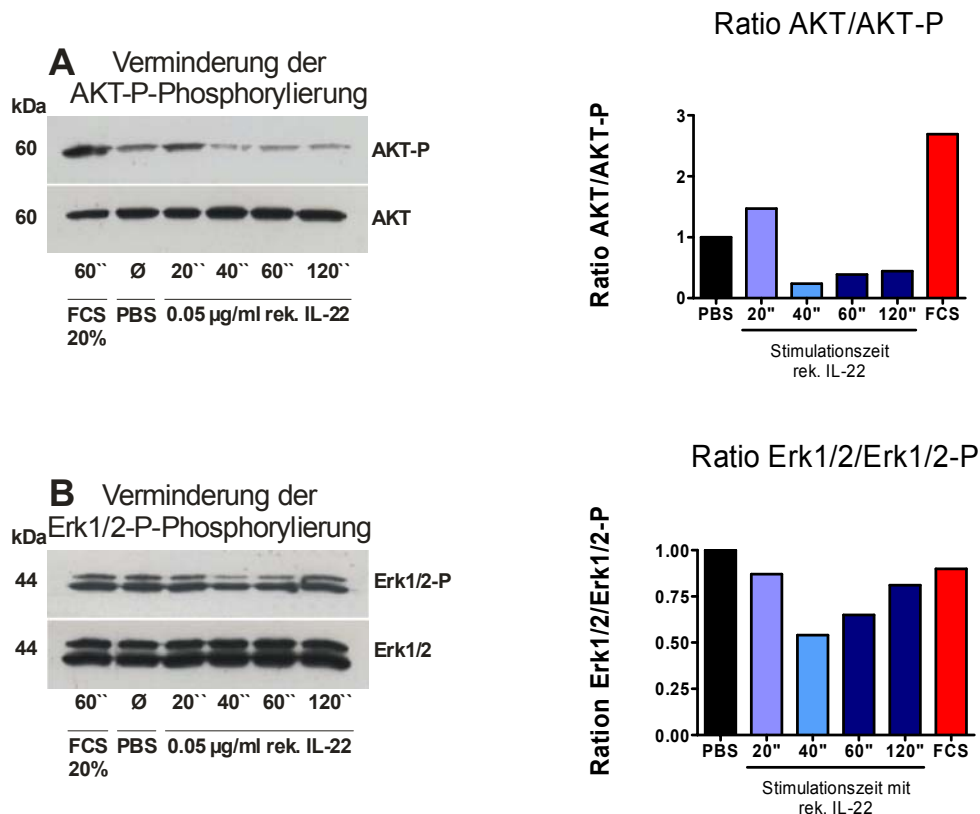 A Verminderung der
AKT-P-Phosphorylierung
kDa
60 AKT-P
60 AKT
60`` Ø 20`` 40`` 60`` 120``
FCS PBS 0.05 µg/ml rek. IL-22
20%
Ratio AKT/AKT-P
Ratio AKT/AKT-P
3
2
1
0
PBS 20" 40" 60" 120" FCS
Stimulationszeit
rek. IL-22
B Verminderung der
Erk1/2-P-Phosphorylierung
kDa
44 Erk1/2-P
44 Erk1/2
60`` Ø 20`` 40`` 60`` 120``
FCS PBS 0.05 µg/ml rek. IL-22
20%
Ratio Erk1/2/Erk1/2-P
Ration Erk1/2/Erk1/2-P
1.00
0.75
0.50
0.25
0.00
PBS 20" 40" 60" 120" FCS
Stimulationszeit mit
rek. IL-22